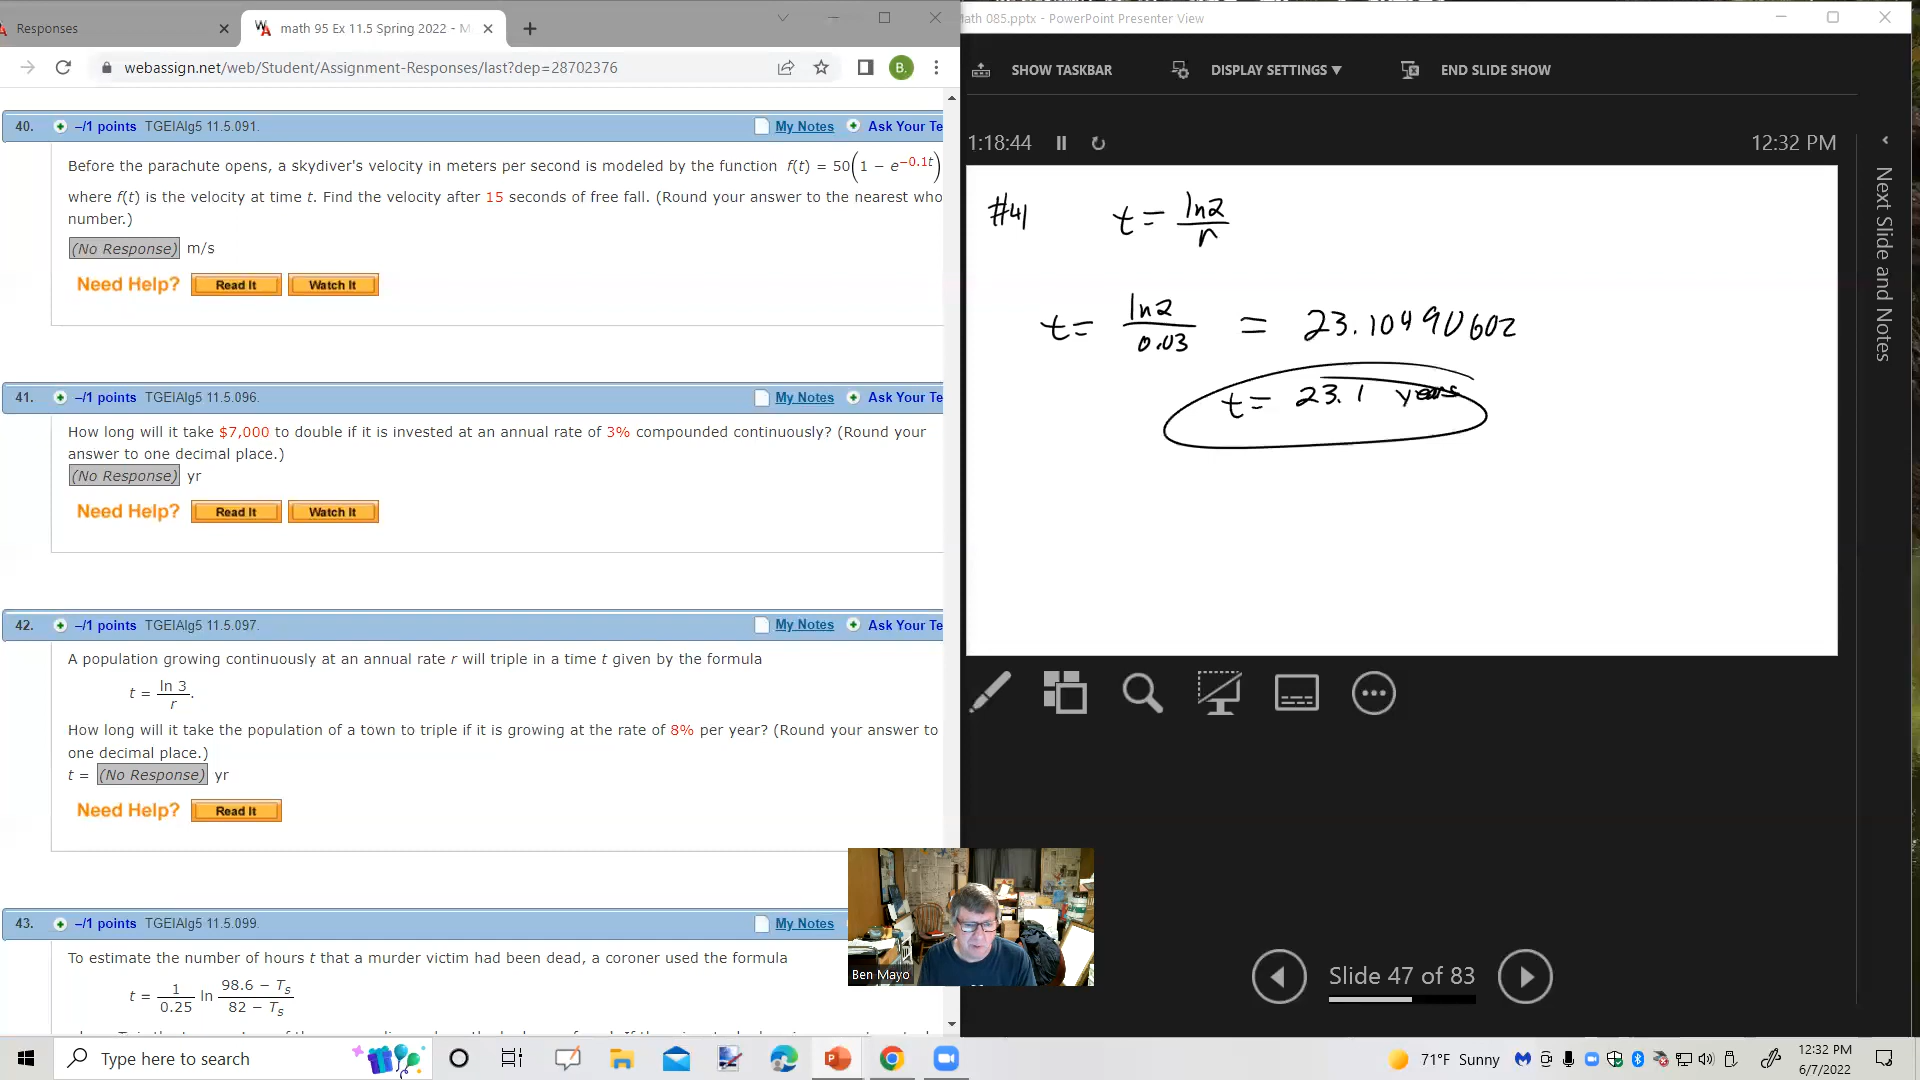 Responses
math 95 Ex 11.5 Spring 2022 - M
webassign.net/web/Student/Assignment-Responses/last?dep=28702376
B.
40. –/1 points TGEIAlg5 11.5.091. My Notes Ask Your Te
Before the parachute opens, a skydiver's velocity in meters per second is modeled by the function f(t) = 50(1 − e^−0.1t)
where f(t) is the velocity at time t. Find the velocity after 15 seconds of free fall. (Round your answer to the nearest who
number.)
(No Response) m/s
Need Help? Read It Watch It
41. –/1 points TGEIAlg5 11.5.096. My Notes Ask Your Te
How long will it take $7,000 to double if it is invested at an annual rate of 3% compounded continuously? (Round your
answer to one decimal place.)
(No Response) yr
Need Help? Read It Watch It
42. –/1 points TGEIAlg5 11.5.097. My Notes Ask Your Te
A population growing continuously at an annual rate r will triple in a time t given by the formula
t = ln 3 / r.
How long will it take the population of a town to triple if it is growing at the rate of 8% per year? (Round your answer to
one decimal place.)
t = (No Response) yr
Need Help? Read It
43. –/1 points TGEIAlg5 11.5.099. My Notes
To estimate the number of hours t that a murder victim had been dead, a coroner used the formula
t = 1/0.25 ln 98.6 − Ts / 82 − Ts
Ben Mayo
ath 085.pptx - PowerPoint Presenter View
SHOW TASKBAR DISPLAY SETTINGS ▼ END SLIDE SHOW
1:18:44 12:32 PM
#41 t = ln2 / r
t = ln2 / 0.03 = 23.10490602
t = 23.1 years
Next Slide and Notes
Slide 47 of 83
Type here to search
71°F Sunny
12:32 PM
6/7/2022